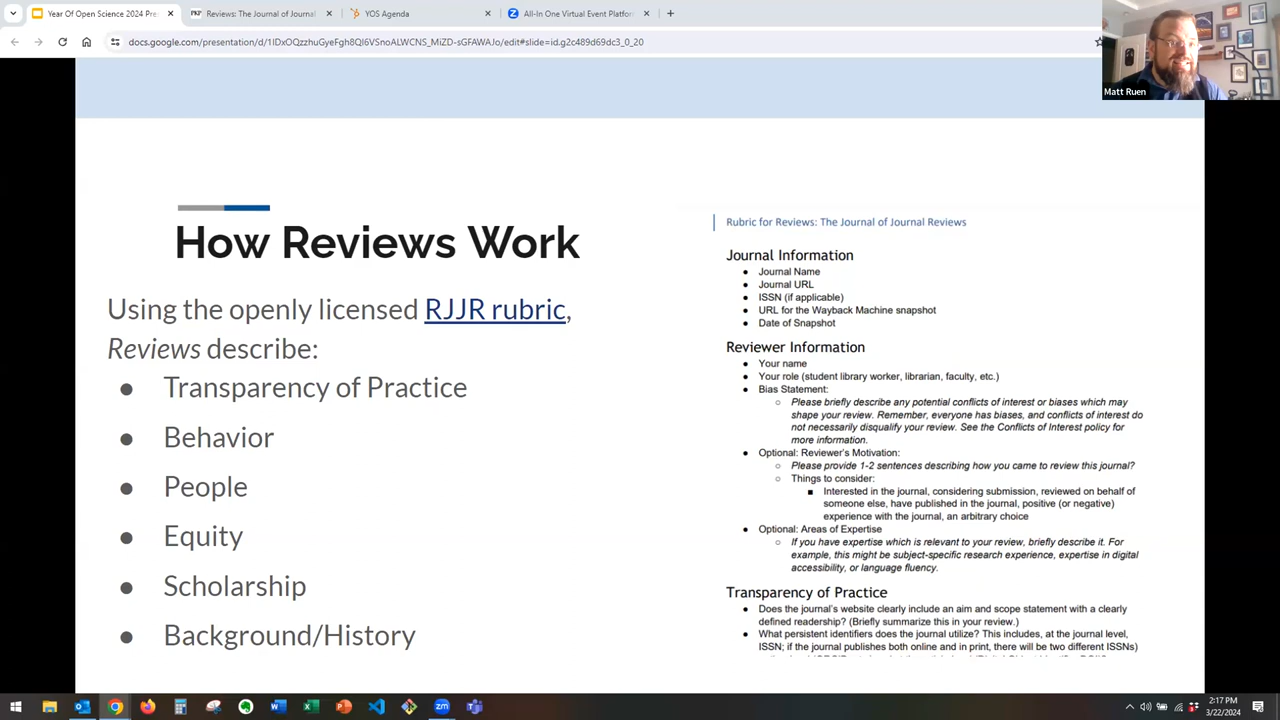 Year Of Open Science 2024 Pre
Reviews: The Journal of Journal
YOS Agenda
All-In One Virtual Event Platfor
docs.google.com/presentation/d/1IDxOQzzhuGyeFgh8QI6VSnoALWCNS_MiZD-sGFAWAJo/edit#slide=id.g2c489d69dc3_0_20
Matt Ruen
How Reviews Work
Using the openly licensed RJJR rubric,
Reviews describe:
● Transparency of Practice
● Behavior
● People
● Equity
● Scholarship
● Background/History
Rubric for Reviews: The Journal of Journal Reviews
Journal Information
● Journal Name
● Journal URL
● ISSN (if applicable)
● URL for the Wayback Machine snapshot
● Date of Snapshot
Reviewer Information
● Your name
● Your role (student library worker, librarian, faculty, etc.)
● Bias Statement:
○ Please briefly describe any potential conflicts of interest or biases which may
shape your review. Remember, everyone has biases, and conflicts of interest do
not necessarily disqualify your review. See the Conflicts of Interest policy for
more information.
● Optional: Reviewer's Motivation:
○ Please provide 1-2 sentences describing how you came to review this journal?
○ Things to consider:
■ Interested in the journal, considering submission, reviewed on behalf of
someone else, have published in the journal, positive (or negative)
experience with the journal, an arbitrary choice
● Optional: Areas of Expertise
○ If you have expertise which is relevant to your review, briefly describe it. For
example, this might be subject-specific research experience, expertise in digital
accessibility, or language fluency.
Transparency of Practice
● Does the journal's website clearly include an aim and scope statement with a clearly
defined readership? (Briefly summarize this in your review.)
● What persistent identifiers does the journal utilize? This includes, at the journal level,
ISSN; if the journal publishes both online and in print, there will be two different ISSNs)
2:17 PM
3/22/2024